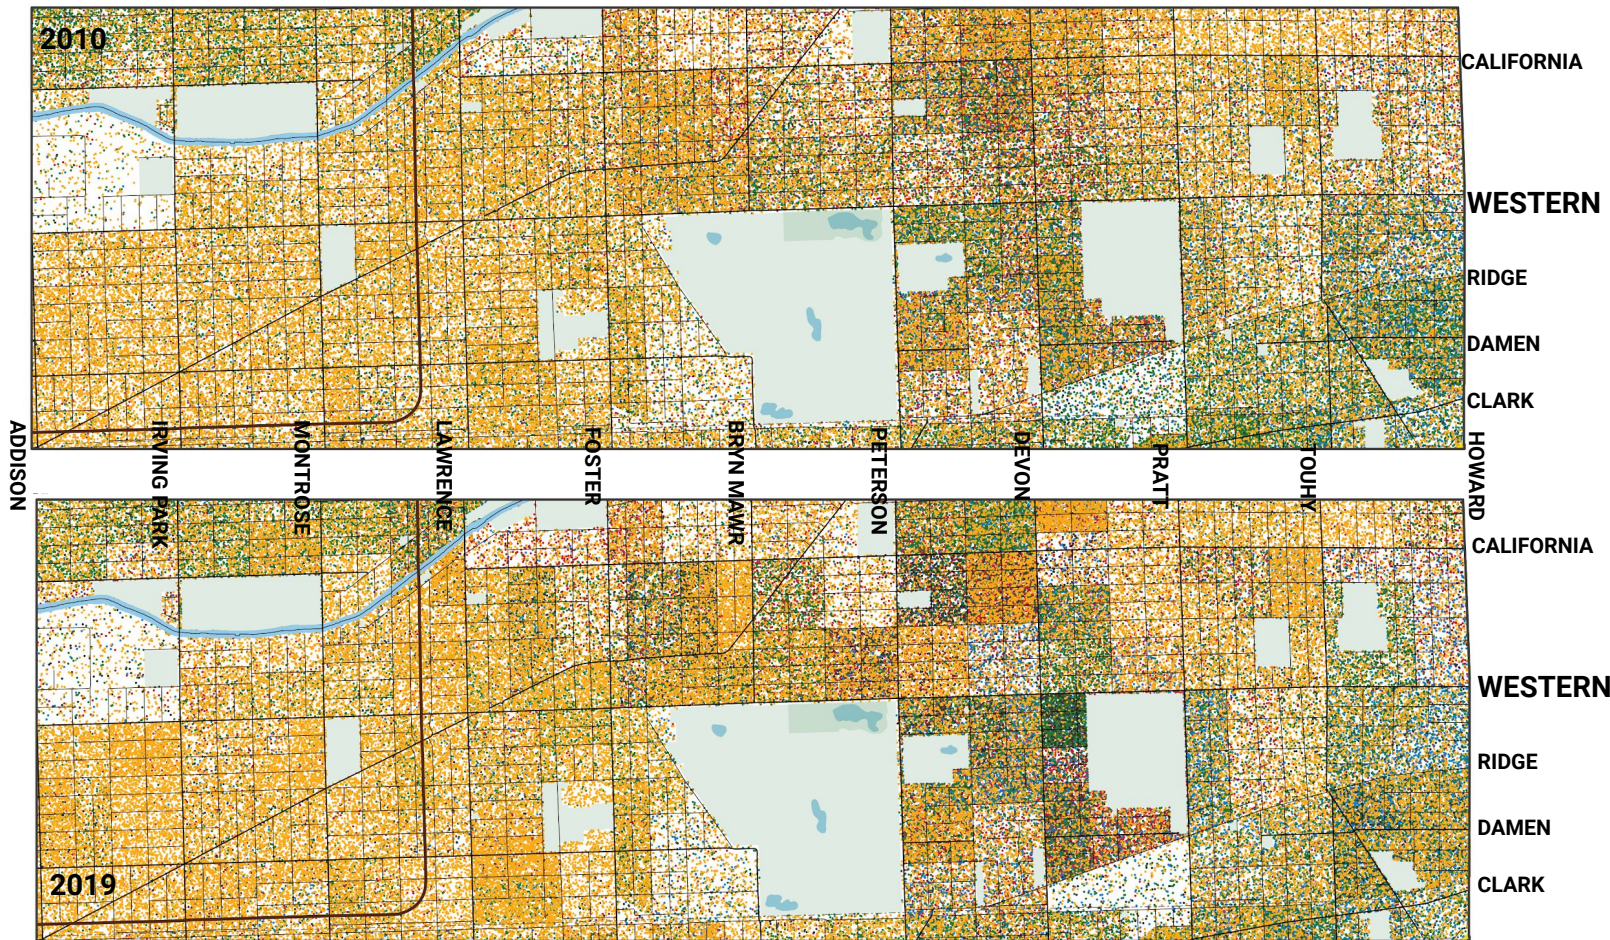 2010
CALIFORNIA
WESTERN
RIDGE
DAMEN
CLARK
ADDISON
IRVING PARK
MONTROSE
LAWRENCE
FOSTER
BRYN MAWR
PETERSON
DEVON
PRATT
TOUHY
HOWARD
CALIFORNIA
WESTERN
RIDGE
DAMEN
CLARK
2019